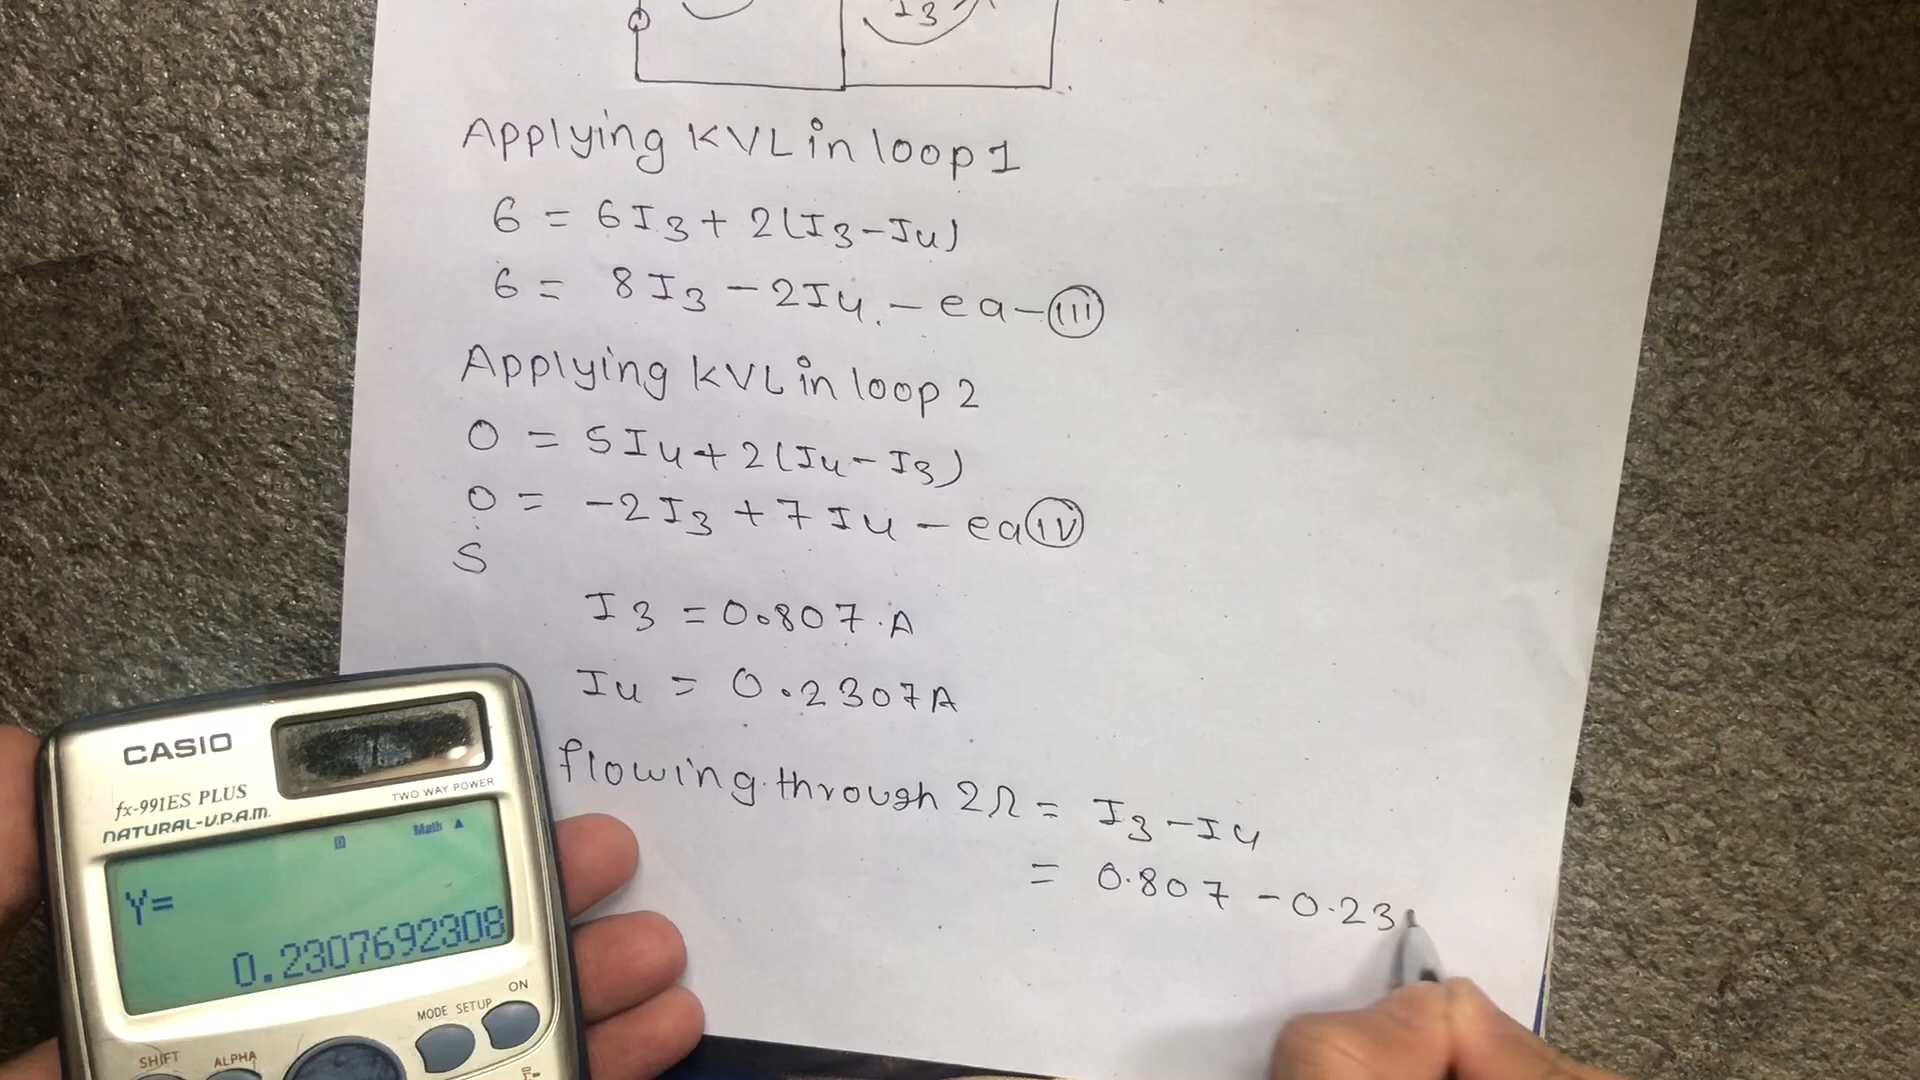 I3
Applying KVL in loop 1
6 = 6I3 + 2(I3-I4)
6 = 8I3 - 2I4 - eq - (III)
Applying KVL in loop 2
0 = 5I4 + 2(I4-I3)
0 = -2I3 + 7I4 - eq (IV)
S
I3 = 0.807 A
I4 = 0.2307A
flowing through 2Ω = I3-I4
= 0.807 - 0.23
CASIO
fx-991ES PLUS
NATURAL-V.P.A.M.
TWO WAY POWER
D Math ▲
Y=
0.2307692308
MODE SETUP ON
SHIFT ALPHA